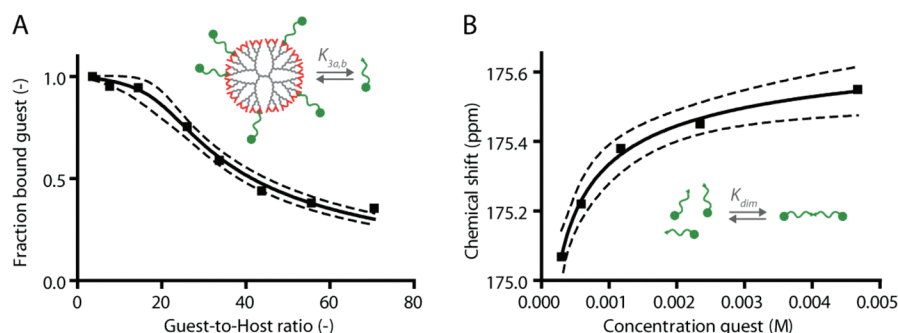 A
Fraction bound guest (-)
1.0
0.5
0.0
0
20
40
60
80
Guest-to-Host ratio (-)
K3a,b
B
Chemical shift (ppm)
175.6
175.4
175.2
175.0
0.000
0.001
0.002
0.003
0.004
0.005
Concentration guest (M)
Kdim